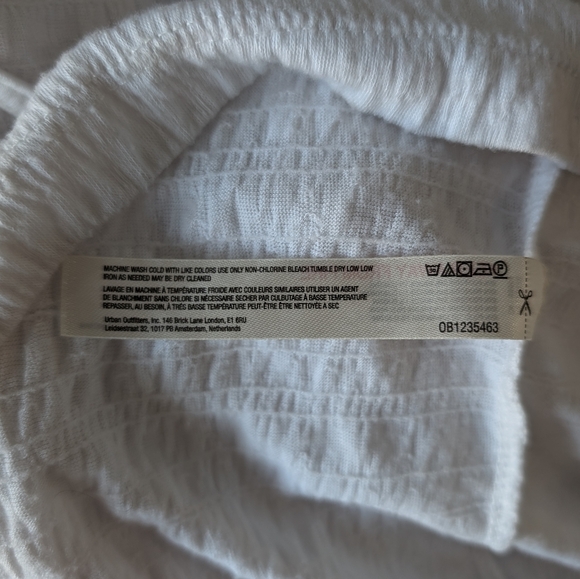 MACHINE WASH COLD WITH LIKE COLORS USE ONLY NON-CHLORINE BLEACH TUMBLE DRY LOW LOW
IRON AS NEEDED MAY BE DRY CLEANED
LAVAGE EN MACHINE À TEMPÉRATURE FROIDE AVEC COULEURS SIMILAIRES UTILISER UN AGENT
DE BLANCHIMENT SANS CHLORE SI NÉCESSAIRE SECHER PAR CULBUTAGE À BASSE TEMPERATURE
REPASSER, AU BESOIN, À TRÈS BASSE TEMPERATURE PEUT-ÊTRE ÊTRE NETTOYÉE A SEC
Urban Outfitters, Inc. 146 Brick Lane London, E1 6RU
Leidsestraat 32, 1017 PB Amsterdam, Netherlands
OB1235463